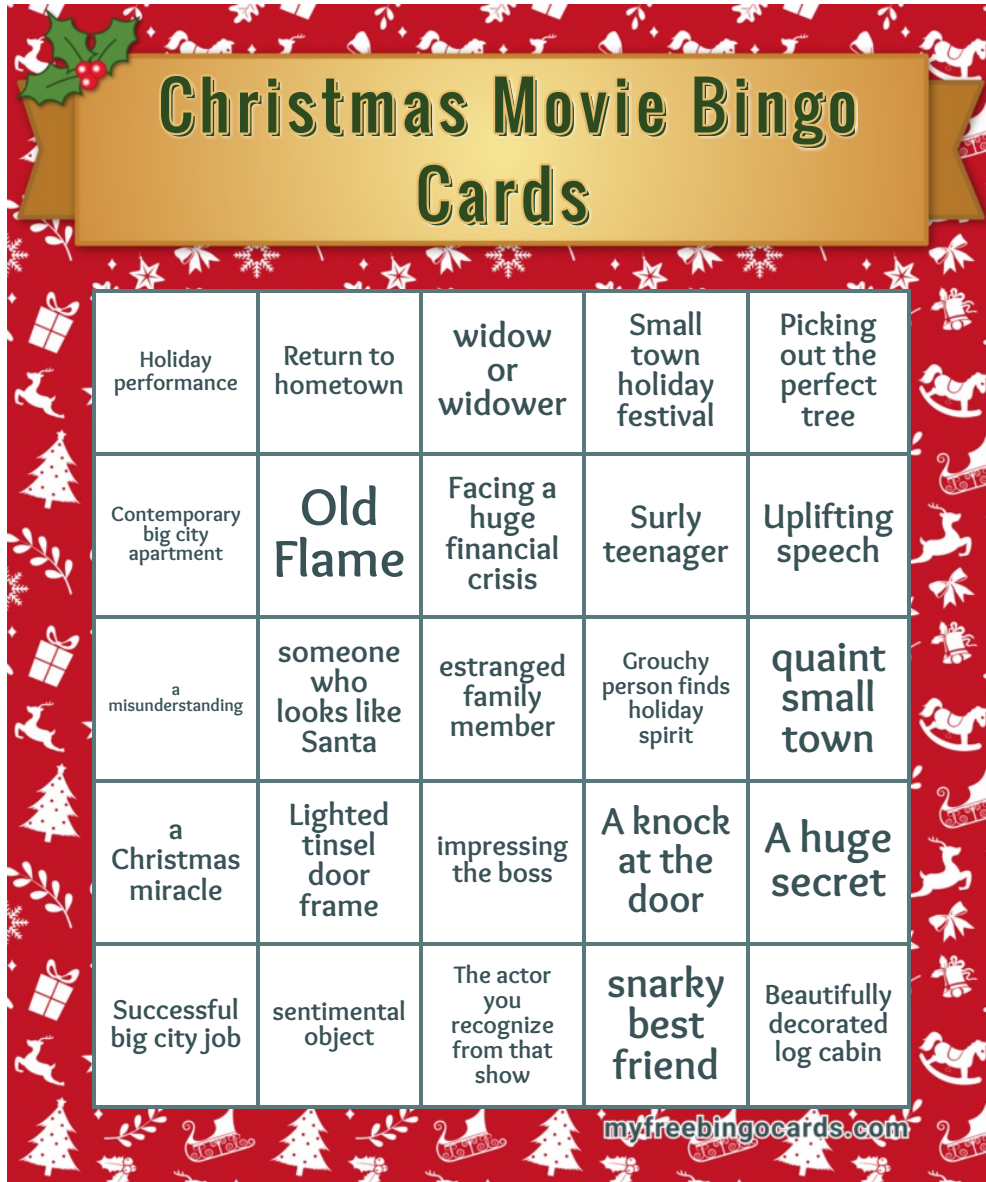 Christmas Movie Bingo
Cards
Holiday
performance
Return to
hometown
widow
or
widower
Small
town
holiday
festival
Picking
out the
perfect
tree
Contemporary
big city
apartment
Old
Flame
Facing a
huge
financial
crisis
Surly
teenager
Uplifting
speech
a
misunderstanding
someone
who
looks like
Santa
estranged
family
member
Grouchy
person finds
holiday
spirit
quaint
small
town
a
Christmas
miracle
Lighted
tinsel
door
frame
impressing
the boss
A knock
at the
door
A huge
secret
Successful
big city job
sentimental
object
The actor
you
recognize
from that
show
snarky
best
friend
Beautifully
decorated
log cabin
myfreebingocards.com